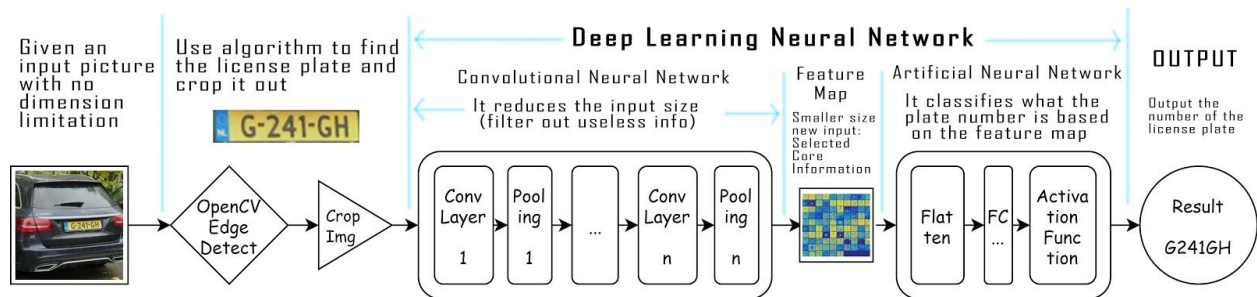 Given an
input picture
with no
dimension
limitation
Use algorithm to find
the license plate and
crop it out
NL
G-241-GH
Deep Learning Neural Network
Convolutional Neural Network
It reduces the input size
(filter out useless info)
Feature
Map
Smaller size
new input:
Selected
Core
Information
Artificial Neural Network
It classifies what the
plate number is based
on the feature map
OUTPUT
Output the
number of the
license plate
G-241-GH
OpenCV
Edge
Detect
Crop
Img
Conv
Layer
1
Pool
ing
1
...
Conv
Layer
n
Pool
ing
n
Flat
ten
FC
...
Activa
tion
Func
tion
Result
G241GH